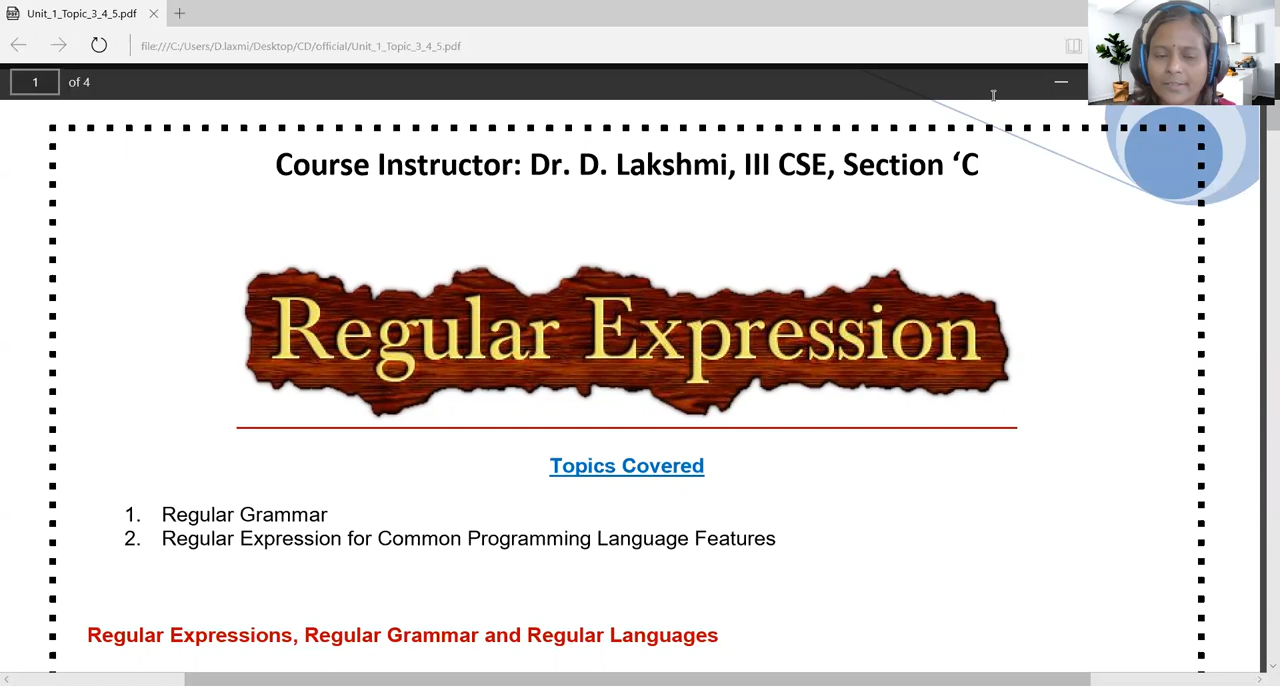 Unit_1_Topic_3_4_5.pdf
file:///C:/Users/D.laxmi/Desktop/CD/official/Unit_1_Topic_3_4_5.pdf
1 of 4
Course Instructor: Dr. D. Lakshmi, III CSE, Section ‘C
Regular Expression
Topics Covered
1. Regular Grammar
2. Regular Expression for Common Programming Language Features
Regular Expressions, Regular Grammar and Regular Languages